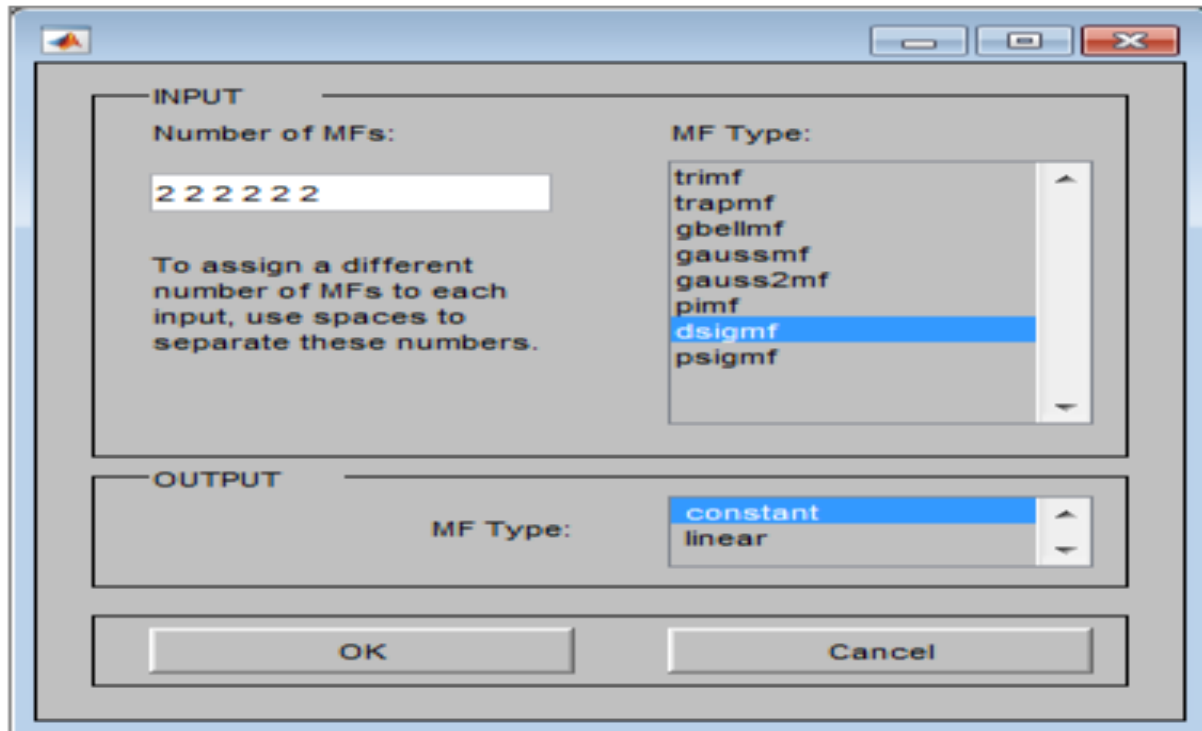 INPUT
Number of MFs:
2 2 2 2 2 2
To assign a different
number of MFs to each
input, use spaces to
separate these numbers.
MF Type:
trimf
trapmf
gbellmf
gaussmf
gauss2mf
pimf
dsigmf
psigmf
OUTPUT
MF Type:
constant
linear
OK
Cancel